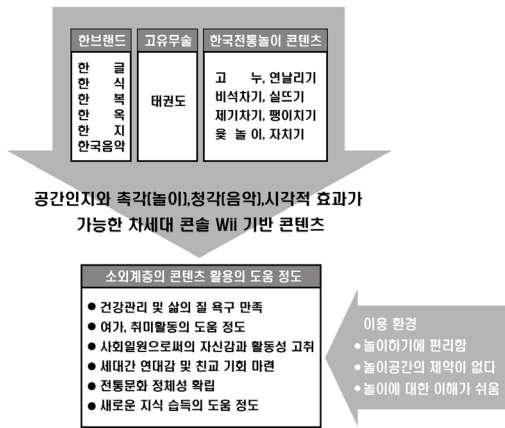 한브랜드
한 글
한 식
한 복
한 옥
한 지
한국음악
고유무술
태권도
한국전통놀이 콘텐츠
고 누, 연날리기
비석차기, 실뜨기
제기차기, 팽이치기
윷 놀 이, 자치기
공간인지와 촉각(놀이),청각(음악),시각적 효과가
가능한 차세대 콘솔 Wii 기반 콘텐츠
소외계층의 콘텐츠 활용의 도움 정도
● 건강관리 및 삶의 질 욕구 만족
● 여가, 취미활동의 도움 정도
● 사회일원으로써의 자신감과 활동성 고취
● 세대간 연대감 및 친교 기회 마련
● 전통문화 정체성 확립
● 새로운 지식 습득의 도움 정도
이용 환경
● 놀이하기에 편리함
● 놀이공간의 제약이 없다
● 놀이에 대한 이해가 쉬움